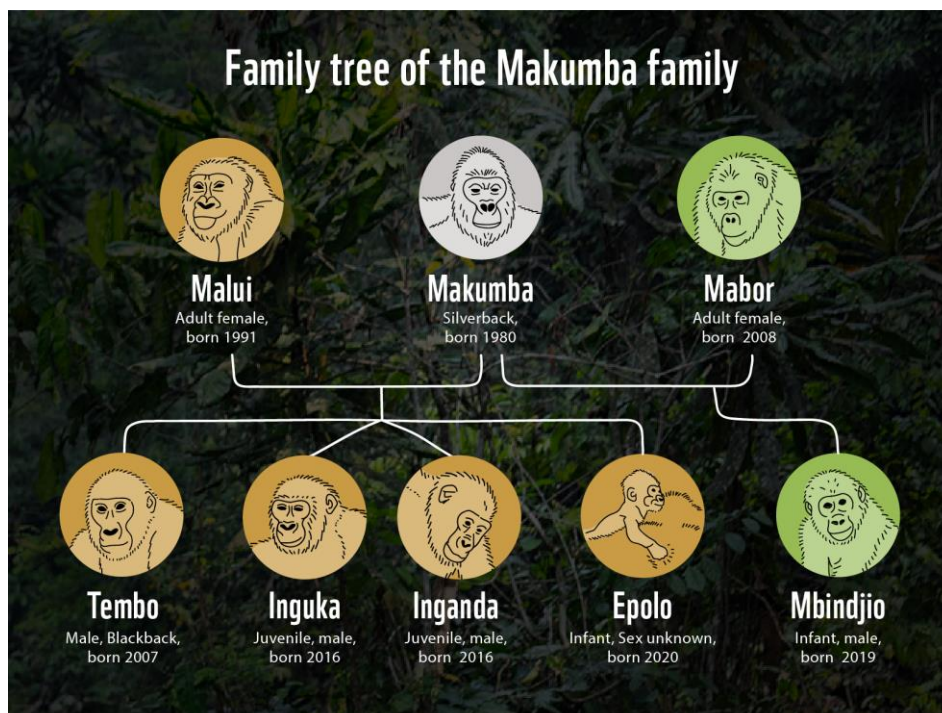 Family tree of the Makumba family
Malui
Adult female,
born 1991
Makumba
Silverback,
born 1980
Mabor
Adult female,
born 2008
Tembo
Male, Blackback,
born 2007
Inguka
Juvenile, male,
born 2016
Inganda
Juvenile, male,
born 2016
Epolo
Infant, Sex unknown,
born 2020
Mbindjio
Infant, male,
born 2019